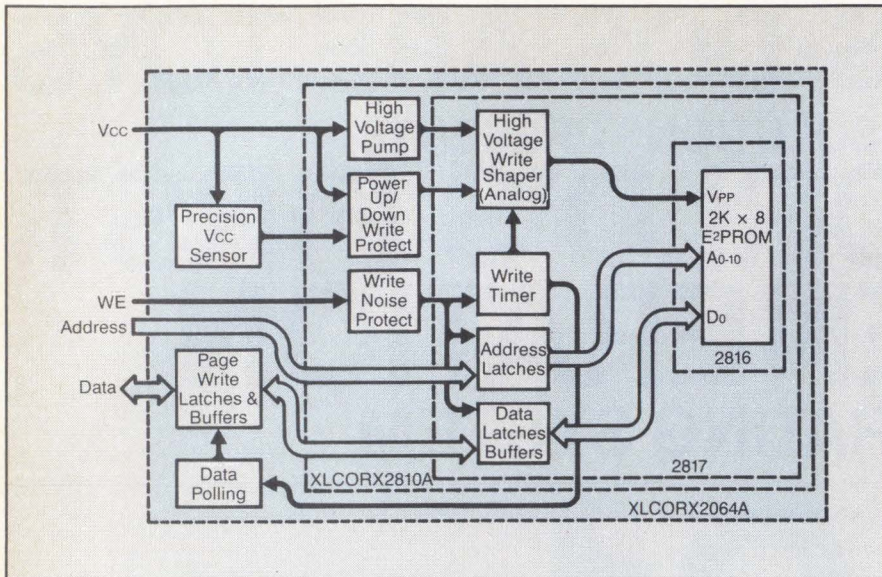 Vcc
High
Voltage
Pump
High
Voltage
Write
Shaper
(Analog)
Power
Up/
Down
Write
Protect
Precision
Vcc
Sensor
VPP
2K × 8
E2PROM
A0-10
D0
2816
WE
Write
Noise
Protect
Write
Timer
Address
Address
Latches
Data
Page
Write
Latches &
Buffers
Data
Latches
Buffers
2817
Data
Polling
XLCORX2810A
XLCORX2064A